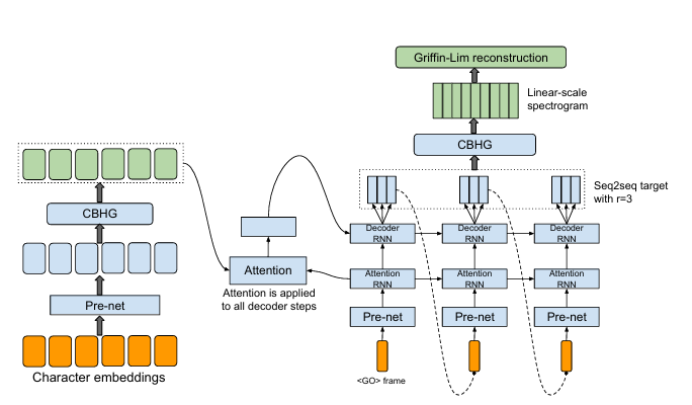 Griffin-Lim reconstruction
Linear-scale
spectrogram
CBHG
Seq2seq target
with r=3
CBHG
Decoder
RNN
Decoder
RNN
Decoder
RNN
Attention
Attention
RNN
Attention
RNN
Attention
RNN
Attention is applied
to all decoder steps
Pre-net
Pre-net
Pre-net
Pre-net
Character embeddings
<GO> frame